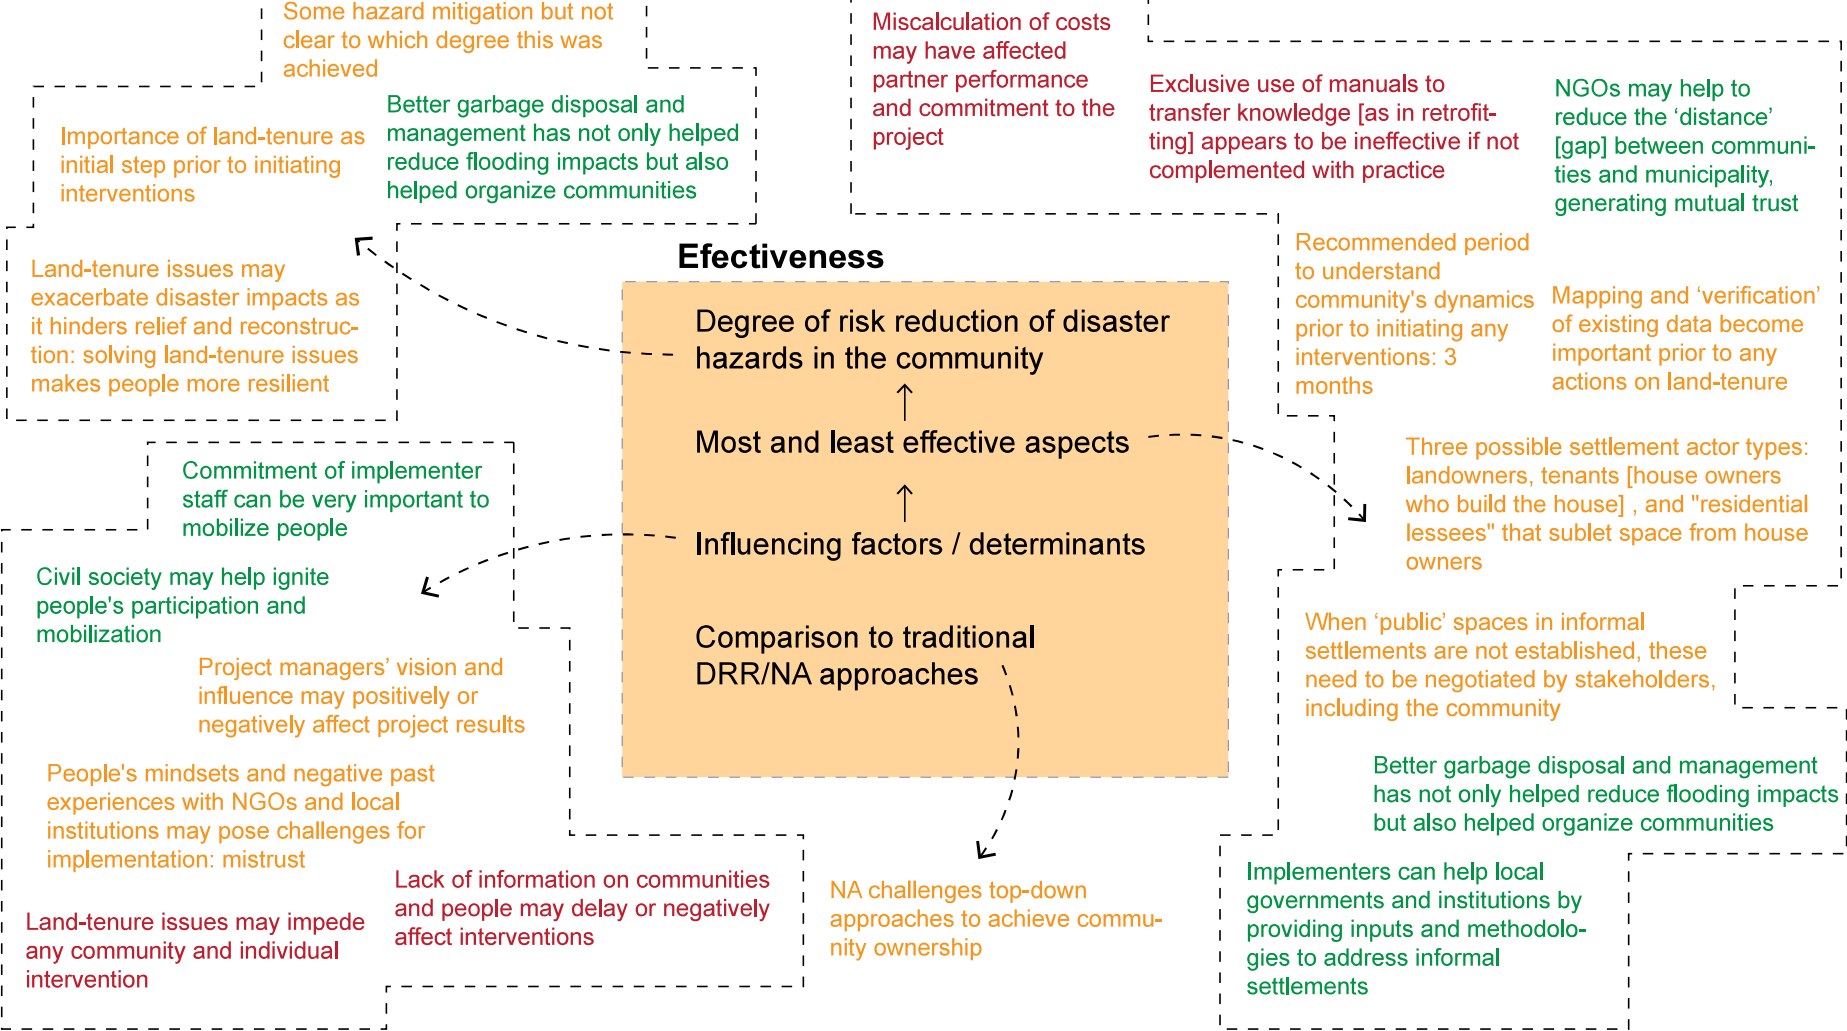 Some hazard mitigation but not
clear to which degree this was
achieved
Better garbage disposal and
management has not only helped
reduce flooding impacts but also
helped organize communities
Importance of land-tenure as
initial step prior to initiating
interventions
Land-tenure issues may
exacerbate disaster impacts as
it hinders relief and reconstruc-
tion: solving land-tenure issues
makes people more resilient
Miscalculation of costs
may have affected
partner performance
and commitment to the
project
Exclusive use of manuals to
transfer knowledge [as in retrofit-
ting] appears to be ineffective if not
complemented with practice
NGOs may help to
reduce the ‘distance’
[gap] between communi-
ties and municipality,
generating mutual trust
Recommended period
to understand
community's dynamics
prior to initiating any
interventions: 3
months
Mapping and ‘verification’
of existing data become
important prior to any
actions on land-tenure
Three possible settlement actor types:
landowners, tenants [house owners
who build the house] , and "residential
lessees" that sublet space from house
owners
When ‘public’ spaces in informal
settlements are not established, these
need to be negotiated by stakeholders,
including the community
Better garbage disposal and management
has not only helped reduce flooding impacts
but also helped organize communities
Implementers can help local
governments and institutions by
providing inputs and methodolo-
gies to address informal
settlements
Efectiveness
Degree of risk reduction of disaster
hazards in the community
Most and least effective aspects
Influencing factors / determinants
Comparison to traditional
DRR/NA approaches
Commitment of implementer
staff can be very important to
mobilize people
Civil society may help ignite
people's participation and
mobilization
Project managers’ vision and
influence may positively or
negatively affect project results
People's mindsets and negative past
experiences with NGOs and local
institutions may pose challenges for
implementation: mistrust
Lack of information on communities
and people may delay or negatively
affect interventions
Land-tenure issues may impede
any community and individual
intervention
NA challenges top-down
approaches to achieve commu-
nity ownership